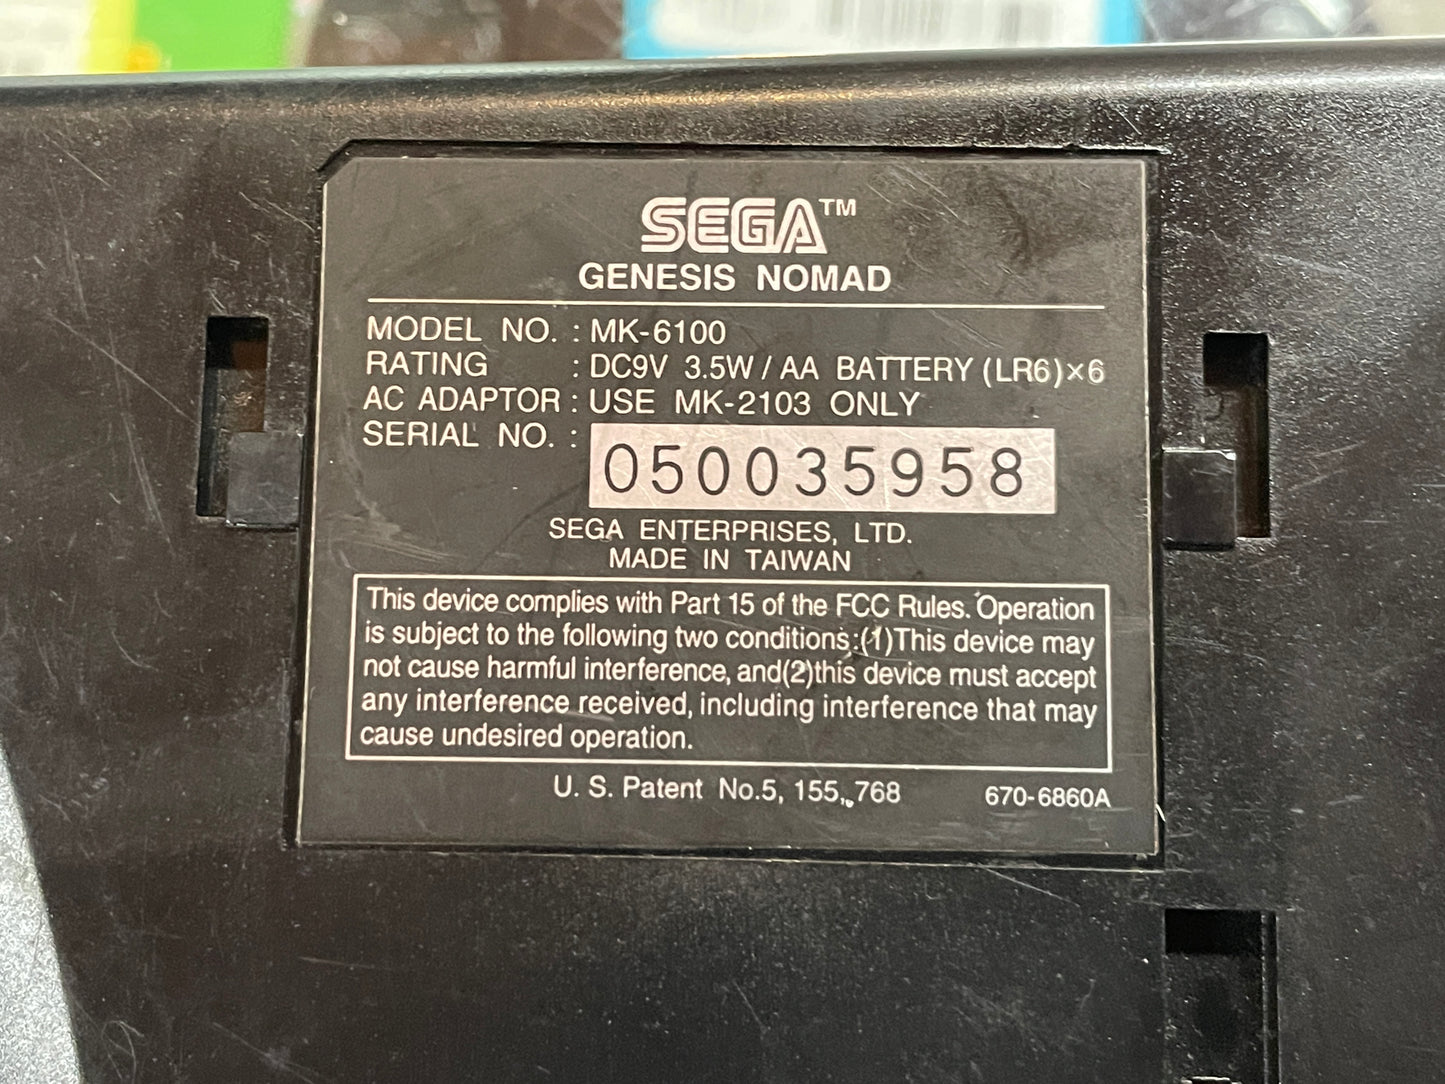 SEGA™
GENESIS NOMAD
MODEL NO. : MK-6100
RATING : DC9V 3.5W / AA BATTERY (LR6)×6
AC ADAPTOR : USE MK-2103 ONLY
SERIAL NO. : 050035958
SEGA ENTERPRISES, LTD.
MADE IN TAIWAN
This device complies with Part 15 of the FCC Rules. Operation
is subject to the following two conditions:(1)This device may
not cause harmful interference, and(2)this device must accept
any interference received, including interference that may
cause undesired operation.
U. S. Patent No.5, 155, 768 670-6860A